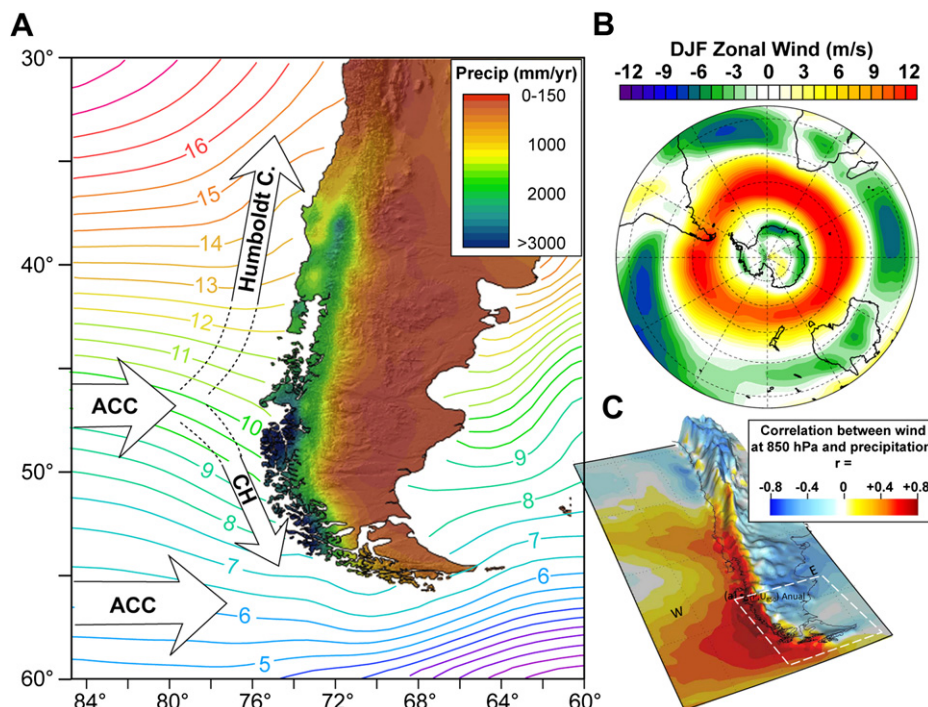 A
30°
40°
50°
60°
84° 80° 76° 72° 68° 64° 60°
Precip (mm/yr)
0-150
1000
2000
>3000
16
15
14
13
12
11
10
9
8
7
6
5
9
8
7
6
Humboldt C.
ACC
CH
ACC
B
DJF Zonal Wind (m/s)
-12 -9 -6 -3 0 3 6 9 12
C
Correlation between wind
at 850 hPa and precipitation
r =
-0.8 -0.4 0 +0.4 +0.8
W
E
Anual